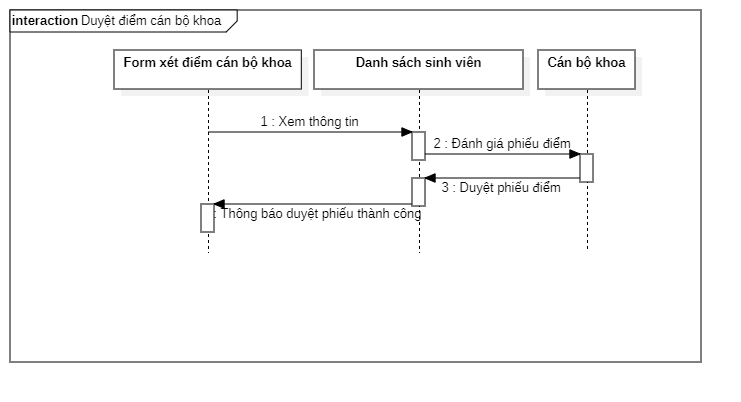 interaction Duyệt điểm cán bộ khoa
Form xét điểm cán bộ khoa
Danh sách sinh viên
Cán bộ khoa
1 : Xem thông tin
2 : Đánh giá phiếu điểm
3 : Duyệt phiếu điểm
: Thông báo duyệt phiếu thành công